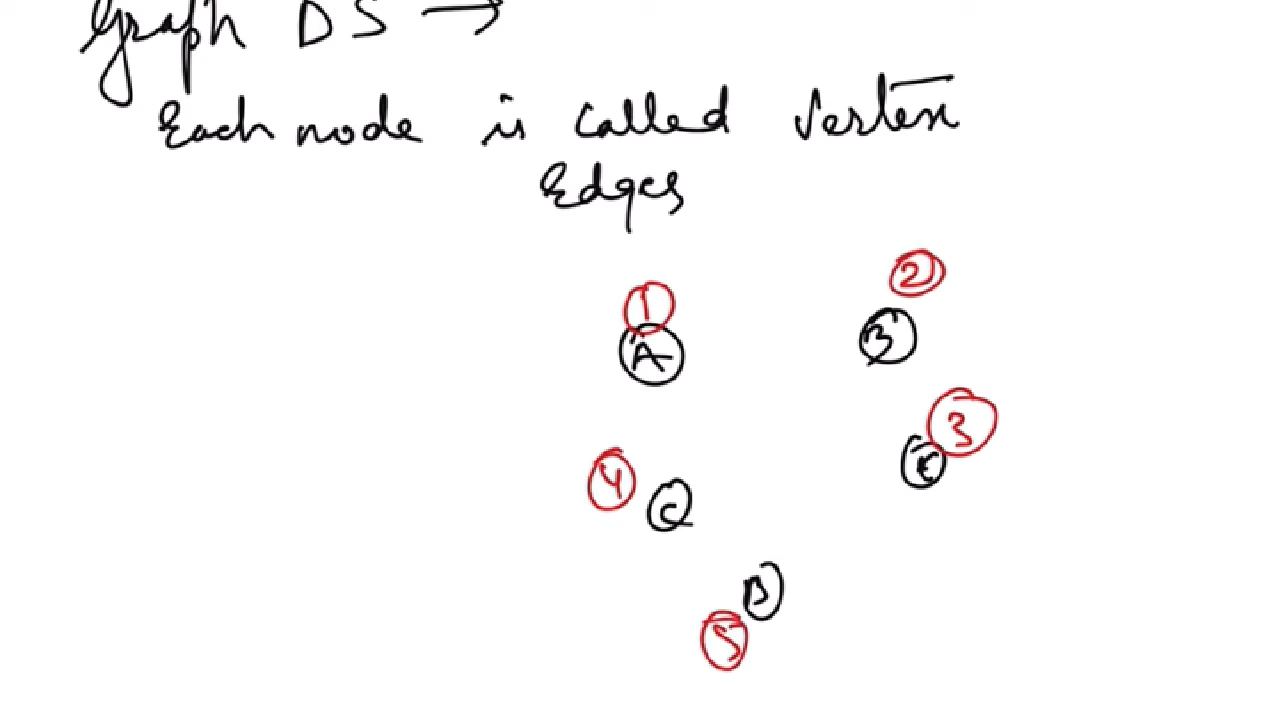 Graph DS →
Each node is called Vertex
Edges
1 2
A B
3
4 E
C
D
5